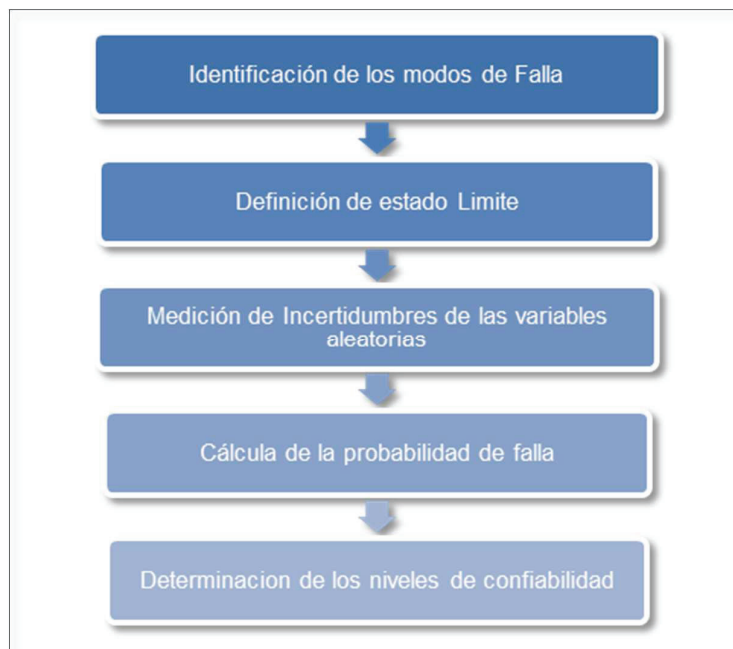 Identificación de los modos de Falla
Definición de estado Limite
Medición de Incertidumbres de las variables
aleatorias
Cálcula de la probabilidad de falla
Determinacion de los niveles de confiabilidad